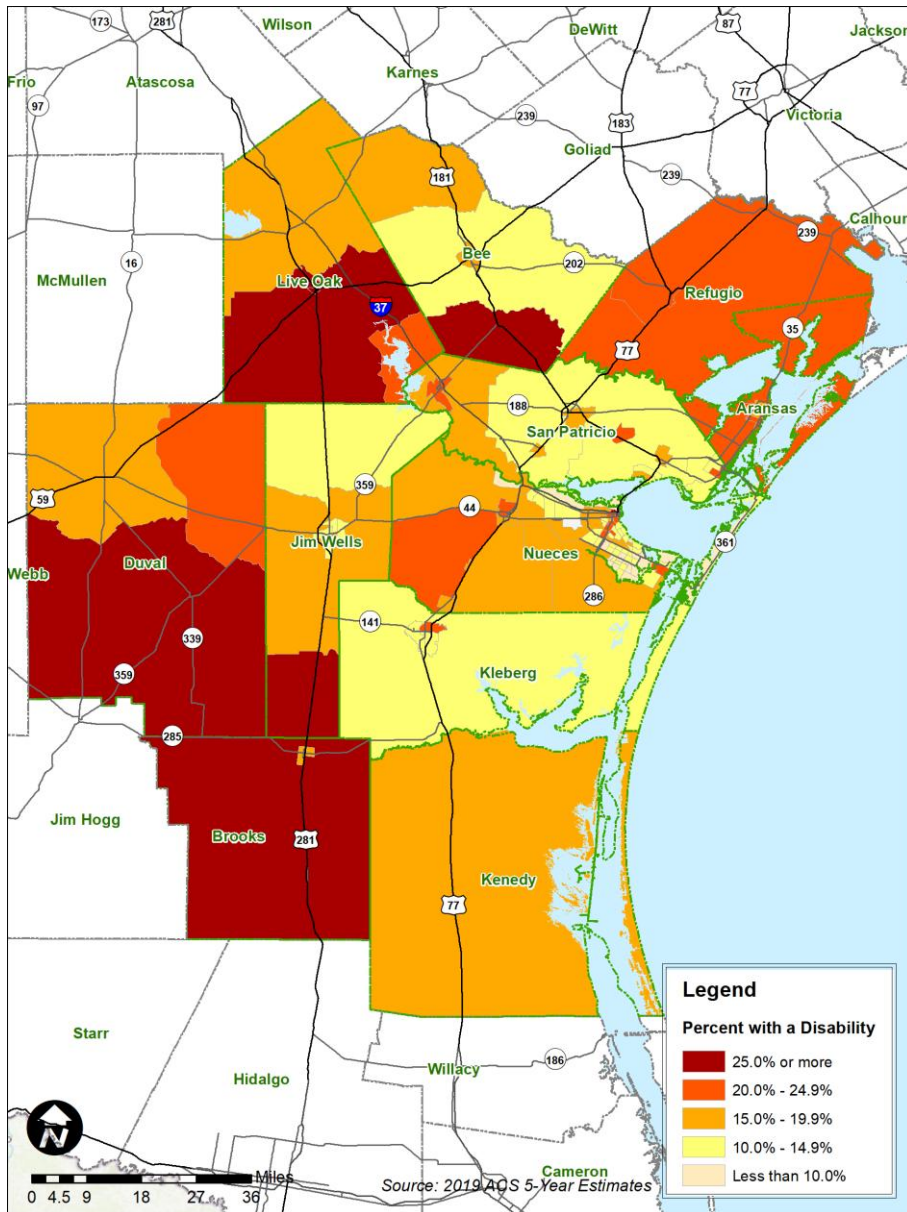 173
281
Wilson
DeWitt
87
Jackson
Frio
Atascosa
Karnes
77
97
239
183
Victoria
Goliad
181
239
Calhoun
239
McMullen
16
Live Oak
Bee
202
37
Refugio
77
35
Aransas
188
San Patricio
59
359
44
Webb
Duval
Jim Wells
Nueces
361
286
339
141
359
Kleberg
285
Jim Hogg
Brooks
281
Kenedy
77
Starr
Hidalgo
Willacy
186
Cameron
Legend
Percent with a Disability
25.0% or more
20.0% - 24.9%
15.0% - 19.9%
10.0% - 14.9%
Less than 10.0%
N
Miles
0 4.5 9 18 27 36
Source: 2019 ACS 5-Year Estimates